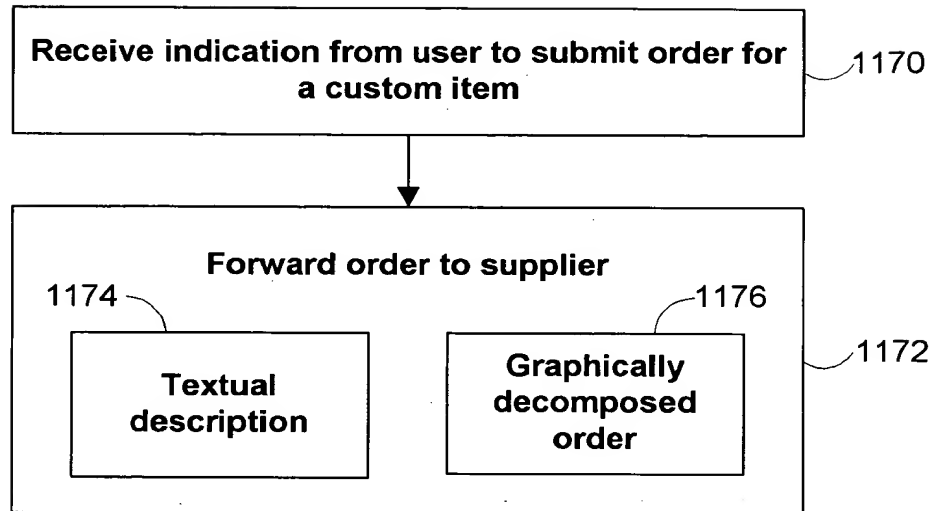 Receive indication from user to submit order for
a custom item
1170
Forward order to supplier
1174
1176
Textual
description
Graphically
decomposed
order
1172